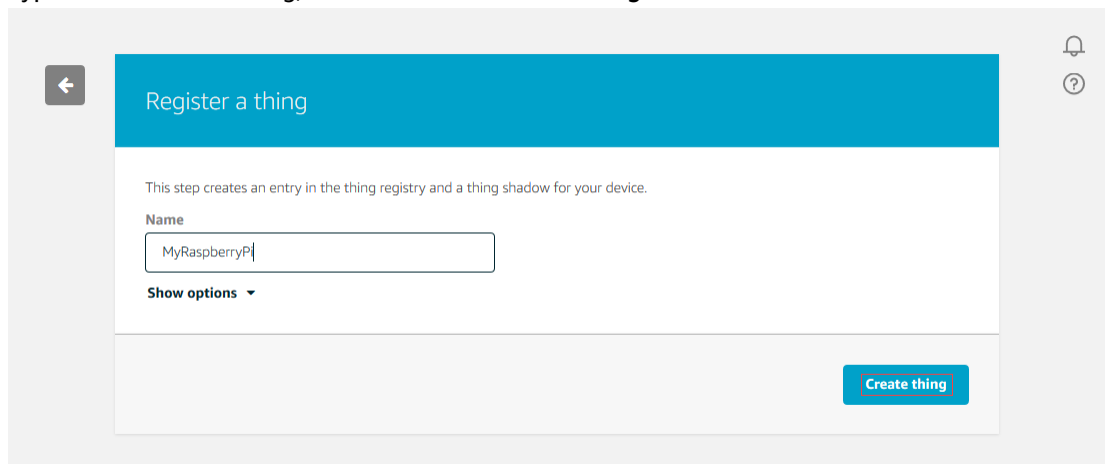 Register a thing
This step creates an entry in the thing registry and a thing shadow for your device.
Name
MyRaspberryPi
Show options
Create thing